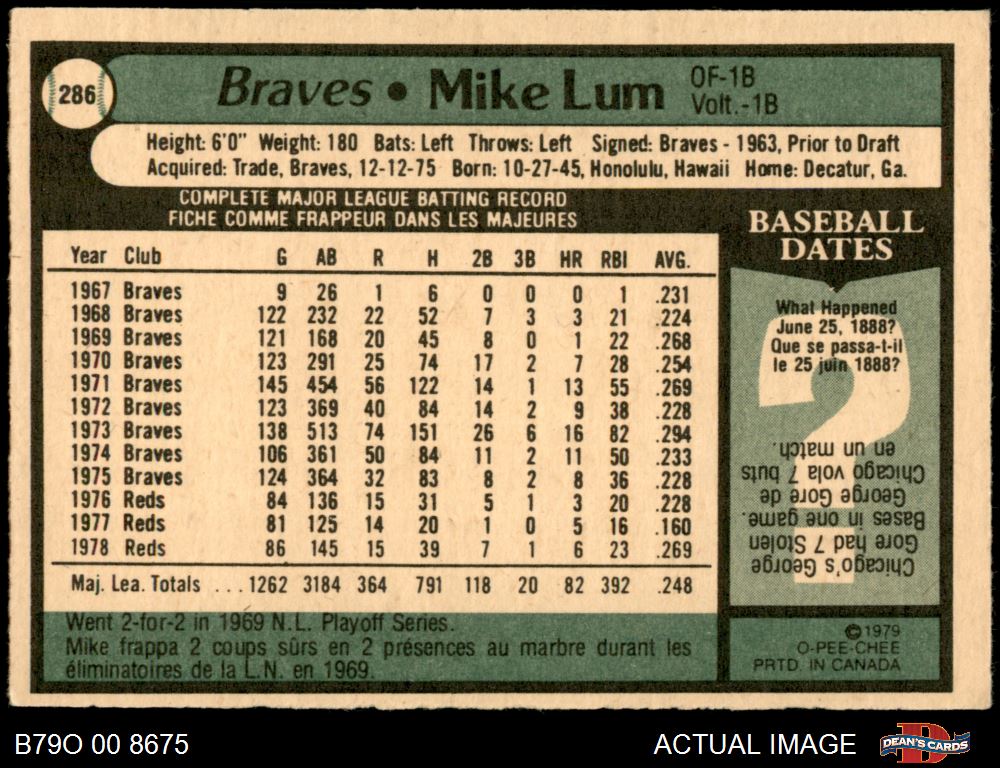 286
Braves • Mike Lum OF-1B
Volt.-1B
Height: 6'0" Weight: 180 Bats: Left Throws: Left Signed: Braves - 1963, Prior to Draft
Acquired: Trade, Braves, 12-12-75 Born: 10-27-45, Honolulu, Hawaii Home: Decatur, Ga.
COMPLETE MAJOR LEAGUE BATTING RECORD
FICHE COMME FRAPPEUR DANS LES MAJEURES
Year Club G AB R H 2B 3B HR RBI AVG.
1967 Braves 9 26 1 6 0 0 0 1 .231
1968 Braves 122 232 22 52 7 3 3 21 .224
1969 Braves 121 168 20 45 8 0 1 22 .268
1970 Braves 123 291 25 74 17 2 7 28 .254
1971 Braves 145 454 56 122 14 1 13 55 .269
1972 Braves 123 369 40 84 14 2 9 38 .228
1973 Braves 138 513 74 151 26 6 16 82 .294
1974 Braves 106 361 50 84 11 2 11 50 .233
1975 Braves 124 364 32 83 8 2 8 36 .228
1976 Reds 84 136 15 31 5 1 3 20 .228
1977 Reds 81 125 14 20 1 0 5 16 .160
1978 Reds 86 145 15 39 7 1 6 23 .269
Maj. Lea. Totals ...1262 3184 364 791 118 20 82 392 .248
Went 2-for-2 in 1969 N.L. Playoff Series.
Mike frappa 2 coups sûrs en 2 présences au marbre durant les
éliminatoires de la L.N. en 1969.
BASEBALL
DATES
What Happened
June 25, 1888?
Que se passa-t-il
le 25 juin 1888?
Chicago's George
Gore had 7 Stolen
Bases in one game.
George Gore de
Chicago vola 7 buts
en un match.
©1979
O-PEE-CHEE
PRTD. IN CANADA
B79O 00 8675
ACTUAL IMAGE
DEAN'S CARDS